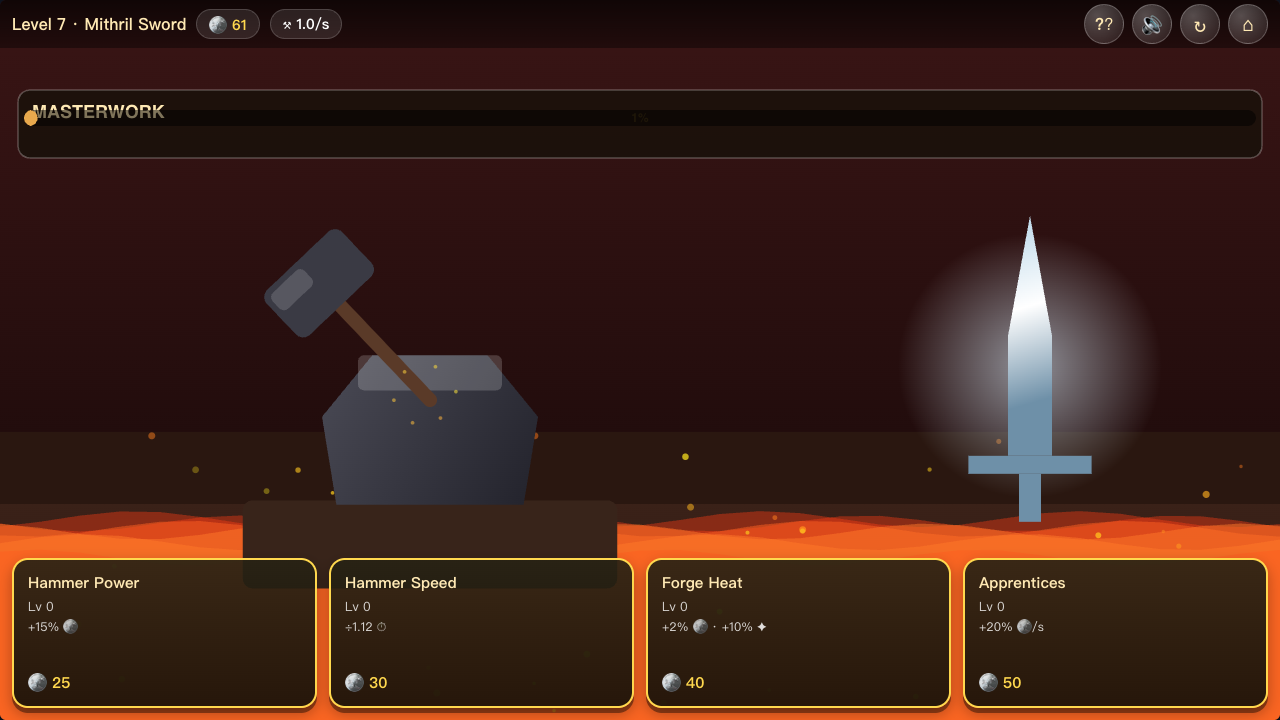 Level 7 · Mithril Sword
61
⚒ 1.0/s
??
MASTERWORK
1%
Hammer Power
Lv 0
+15%
25
Hammer Speed
Lv 0
÷1.12 ⏱
30
Forge Heat
Lv 0
+2% · +10% ✦
40
Apprentices
Lv 0
+20% /s
50